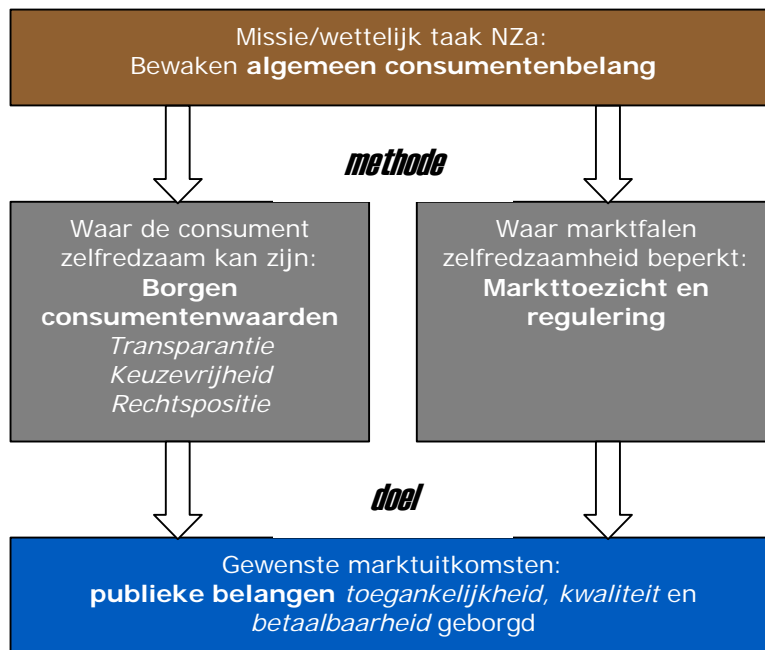 Missie/wettelijk taak NZa:
Bewaken algemeen consumentenbelang
methode
Waar de consument
zelfredzaam kan zijn:
Borgen
consumentenwaarden
Transparantie
Keuzevrijheid
Rechtspositie
Waar marktfalen
zelfredzaamheid beperkt:
Markttoezicht en
regulering
doel
Gewenste marktuitkomsten:
publieke belangen toegankelijkheid, kwaliteit en
betaalbaarheid geborgd